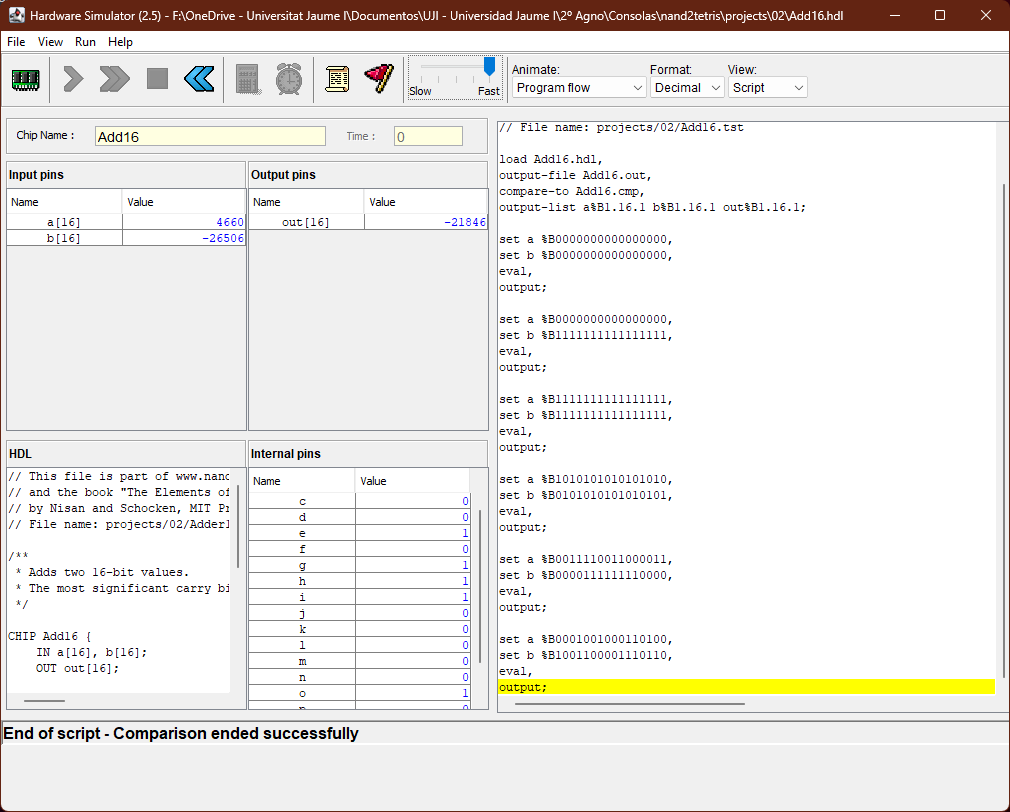 Hardware Simulator (2.5) - F:\OneDrive - Universitat Jaume I\Documentos\UJI - Universidad Jaume I\2º Agno\Consolas\nand2tetris\projects\02\Add16.hdl
File View Run Help
Slow Fast
Animate: Format: View:
Program flow Decimal Script
Chip Name : Add16 Time : 0
Input pins
Name Value
a[16] 4660
b[16] -26506
Output pins
Name Value
out[16] -21846
HDL
// This file is part of www.nand
// and the book "The Elements of
// by Nisan and Schocken, MIT Pr
// File name: projects/02/Adder1
/**
* Adds two 16-bit values.
* The most significant carry bi
*/
CHIP Add16 {
IN a[16], b[16];
OUT out[16];
Internal pins
Name Value
c 0
d 0
e 1
f 0
g 1
h 1
i 1
j 0
k 0
l 0
m 0
n 0
o 1
// File name: projects/02/Add16.tst
load Add16.hdl,
output-file Add16.out,
compare-to Add16.cmp,
output-list a%B1.16.1 b%B1.16.1 out%B1.16.1;
set a %B0000000000000000,
set b %B0000000000000000,
eval,
output;
set a %B0000000000000000,
set b %B1111111111111111,
eval,
output;
set a %B1111111111111111,
set b %B1111111111111111,
eval,
output;
set a %B1010101010101010,
set b %B0101010101010101,
eval,
output;
set a %B0011110011000011,
set b %B0000111111110000,
eval,
output;
set a %B0001001000110100,
set b %B1001100001110110,
eval,
output;
End of script - Comparison ended successfully